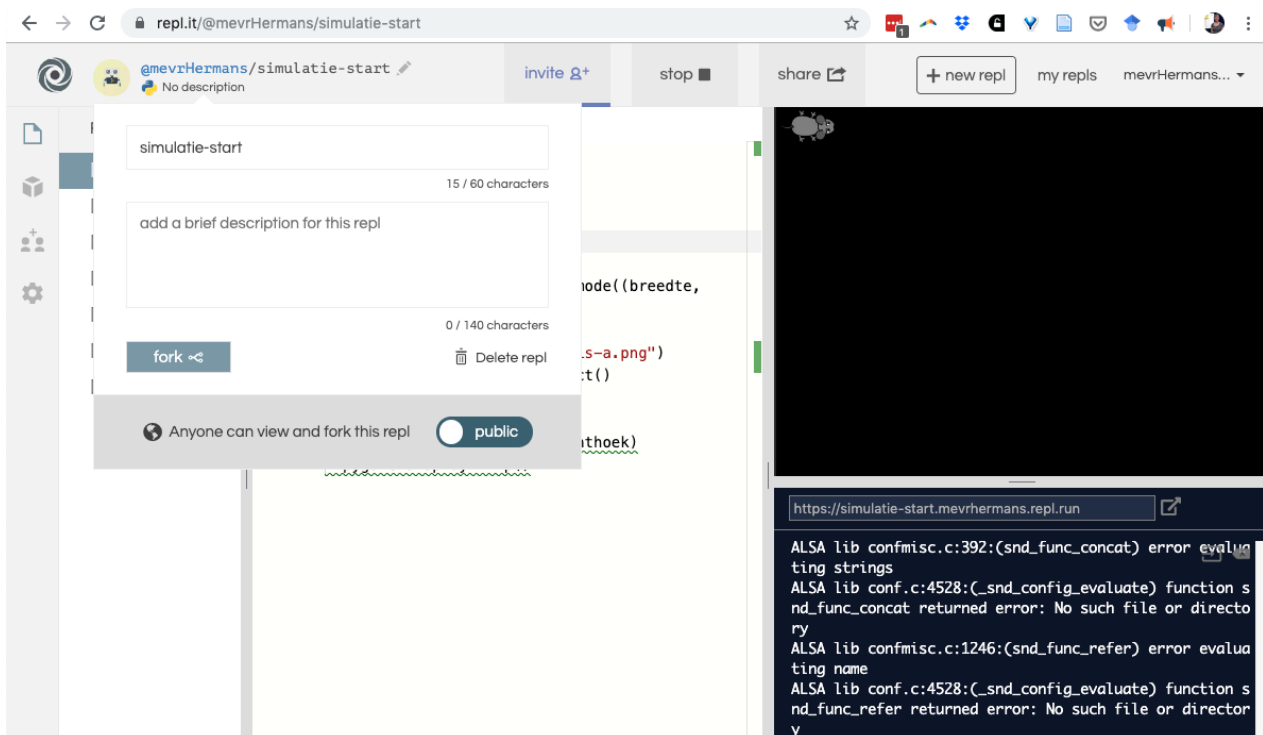 repl.it/@mevrHermans/simulatie-start
1
@mevrHermans/simulatie-start
No description
invite
stop
share
+ new repl
my repls
mevrHermans...
simulatie-start
15 / 60 characters
add a brief description for this repl
0 / 140 characters
fork
Delete repl
Anyone can view and fork this repl
public
mode((breedte,
s-a.png")
ct()
thoek)
https://simulatie-start.mevrhermans.repl.run
ALSA lib confmisc.c:392:(snd_func_concat) error evalua
ting strings
ALSA lib conf.c:4528:(_snd_config_evaluate) function s
nd_func_concat returned error: No such file or directo
ry
ALSA lib confmisc.c:1246:(snd_func_refer) error evalua
ting name
ALSA lib conf.c:4528:(_snd_config_evaluate) function s
nd_func_refer returned error: No such file or director
y